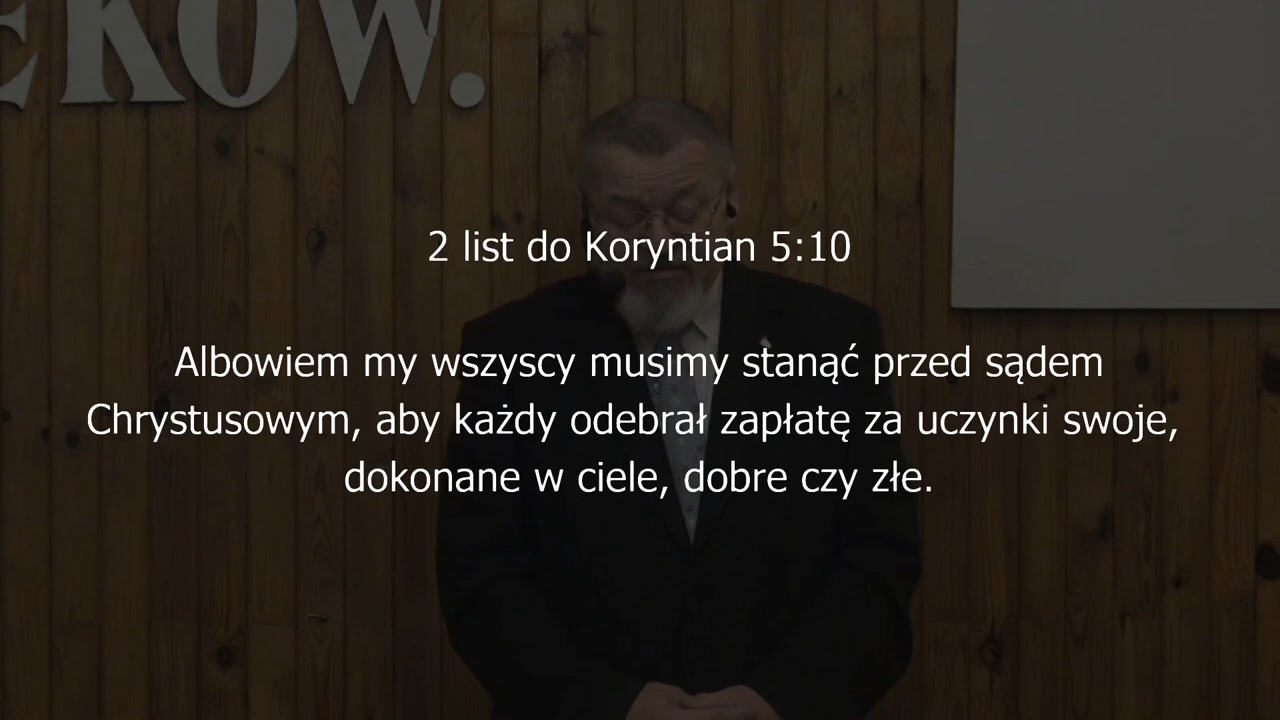 EKÓW.
2 list do Koryntian 5:10
Albowiem my wszyscy musimy stanąć przed sądem
Chrystusowym, aby każdy odebrał zapłatę za uczynki swoje,
dokonane w ciele, dobre czy złe.